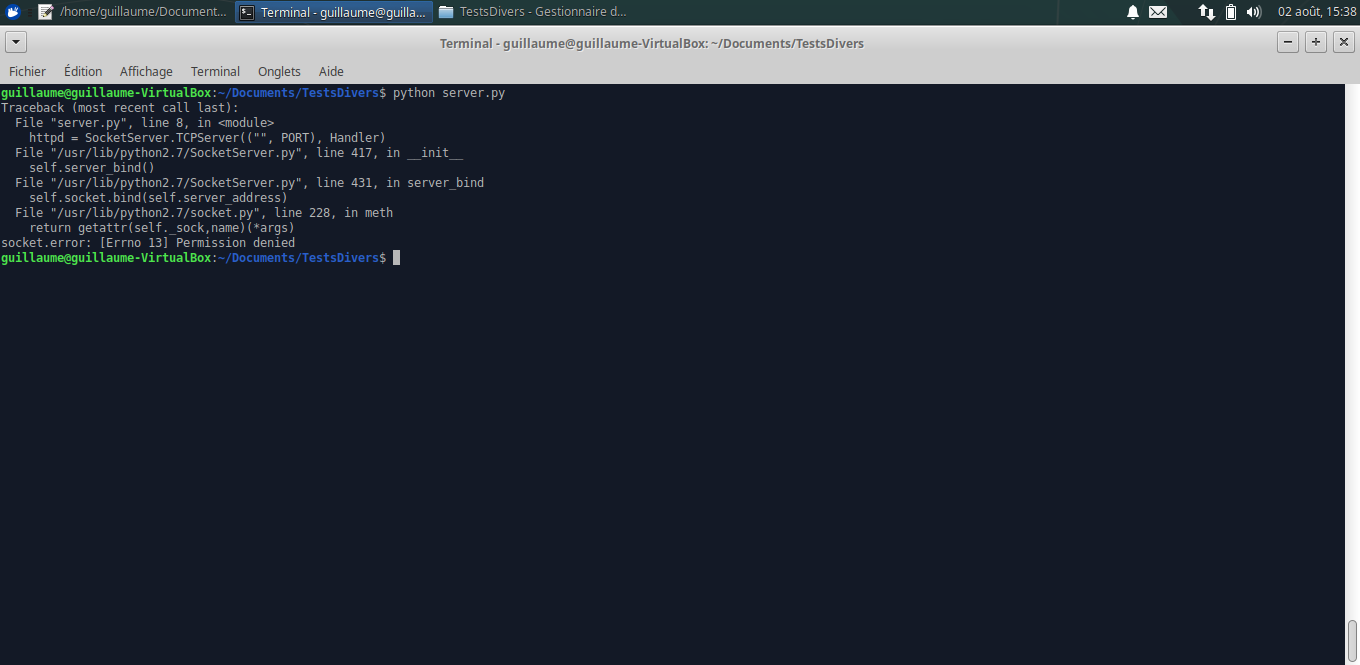 /home/guillaume/Document... Terminal - guillaume@guilla... TestsDivers - Gestionnaire d... 02 août, 15:38
Terminal - guillaume@guillaume-VirtualBox: ~/Documents/TestsDivers
Fichier Édition Affichage Terminal Onglets Aide
guillaume@guillaume-VirtualBox:~/Documents/TestsDivers$ python server.py
Traceback (most recent call last):
  File "server.py", line 8, in <module>
    httpd = SocketServer.TCPServer(("", PORT), Handler)
  File "/usr/lib/python2.7/SocketServer.py", line 417, in __init__
    self.server_bind()
  File "/usr/lib/python2.7/SocketServer.py", line 431, in server_bind
    self.socket.bind(self.server_address)
  File "/usr/lib/python2.7/socket.py", line 228, in meth
    return getattr(self._sock,name)(*args)
socket.error: [Errno 13] Permission denied
guillaume@guillaume-VirtualBox:~/Documents/TestsDivers$